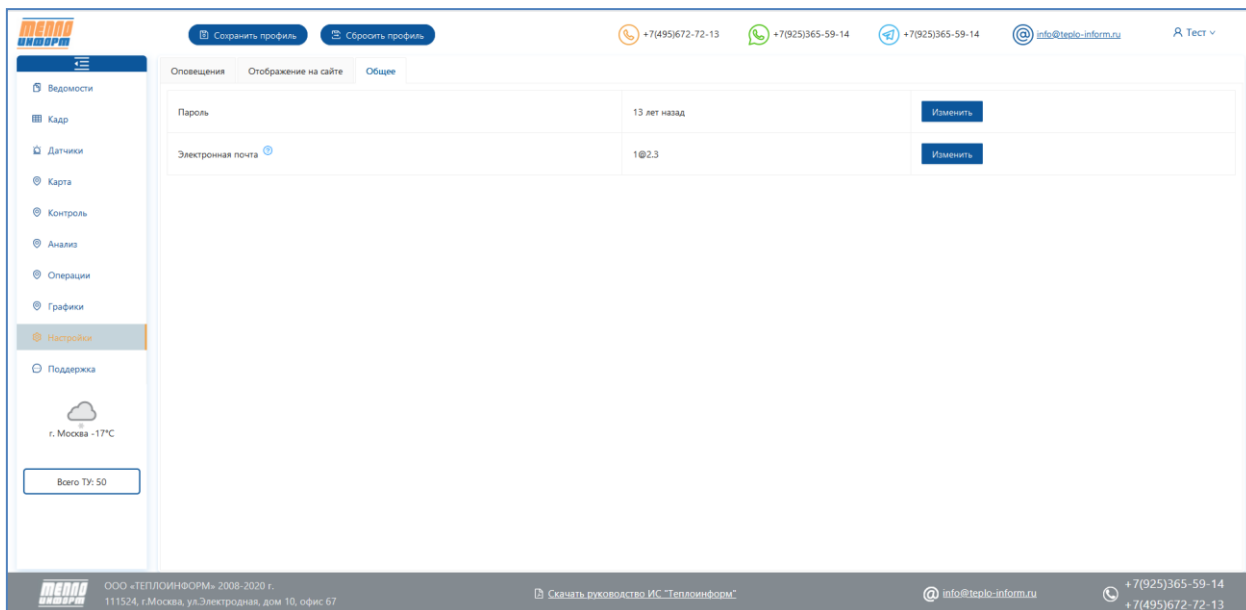 ТЕПЛО
ИНФОРМ
Сохранить профиль
Сбросить профиль
+7(495)672-72-13
+7(925)365-59-14
+7(925)365-59-14
info@teplo-inform.ru
Тест
Оповещения
Отображение на сайте
Общее
Ведомости
Кадр
Датчики
Карта
Контроль
Анализ
Операции
Графики
Настройки
Поддержка
г. Москва -17°C
Всего ТУ: 50
Пароль
13 лет назад
Изменить
Электронная почта
1@2.3
Изменить
ТЕПЛО
ИНФОРМ
ООО «ТЕПЛОИНФОРМ» 2008-2020 г.
111524, г.Москва, ул.Электродная, дом 10, офис 67
Скачать руководство ИС "Теплоинформ"
info@teplo-inform.ru
+7(925)365-59-14
+7(495)672-72-13